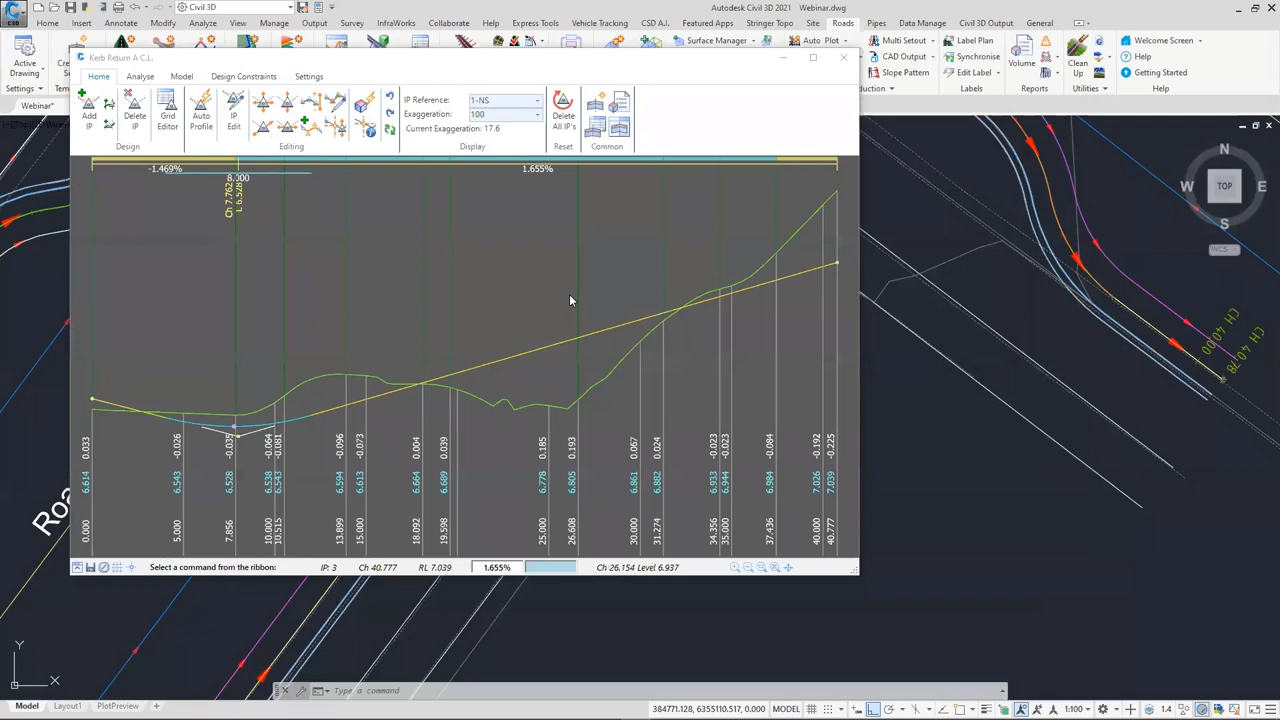 C3D Civil 3D Autodesk Civil 3D 2021 Webinar.dwg
Home Insert Annotate Modify Analyze View Manage Output Survey InfraWorks Collaborate Help Express Tools Vehicle Tracking CSD A.I. Featured Apps Stringer Topo Site Roads Pipes Data Manage Civil 3D Output General
Active Drawing
Settings
Surface Manager
Auto Plot
Multi Setout
CAD Output
Slope Pattern
Label Plan
Synchronise
Edit Label
Labels
Volume
Reports
Clean Up
Utilities
Welcome Screen
Help
Getting Started
Help
Webinar*
Kerb Return A C.L.
Home Analyse Model Design Constraints Settings
Add IP
Delete IP
Grid Editor
Auto Profile
IP Edit
IP Reference: 1-NS
Exaggeration: 100
Current Exaggeration: 17.6
Delete All IP's
Design Editing Display Reset Common
-1.469% 1.655%
8.000
Ch 7.762
L 6.528
0.033 -0.026 -0.035 -0.064 -0.081 -0.096 -0.073 0.004 0.039 0.185 0.193 0.067 0.024 -0.023 -0.023 -0.084 -0.192 -0.225
6.614 6.543 6.528 6.538 6.543 6.594 6.613 6.664 6.689 6.778 6.805 6.861 6.882 6.933 6.944 6.984 7.026 7.039
0.000 5.000 7.856 10.000 10.515 13.899 15.000 18.092 19.598 25.000 26.608 30.000 31.274 34.356 35.000 37.436 40.000 40.777
Select a command from the ribbon: IP: 3 Ch 40.777 RL 7.039 1.655% Ch 26.154 Level 6.937
N
W TOP E
S
WCS
CH 40.00
CH 40.78
Roa
Y
X
Type a command
Model Layout1 PlotPreview +
384771.128, 6355110.517, 0.000 MODEL 1:100 1.4